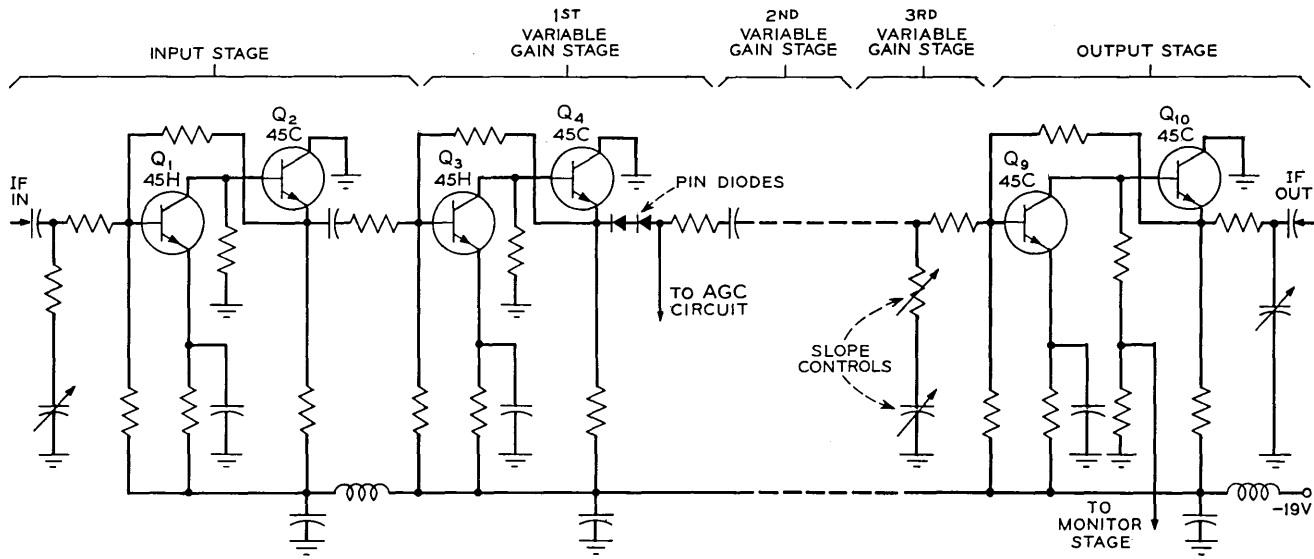 INPUT STAGE
1ST
VARIABLE
GAIN STAGE
2ND
VARIABLE
GAIN STAGE
3RD
VARIABLE
GAIN STAGE
OUTPUT STAGE
Q2
45C
Q4
45C
Q10
45C
Q1
45H
Q3
45H
Q9
45C
PIN DIODES
IF
IN
IF
OUT
TO AGC
CIRCUIT
SLOPE
CONTROLS
TO
MONITOR
STAGE
-19V